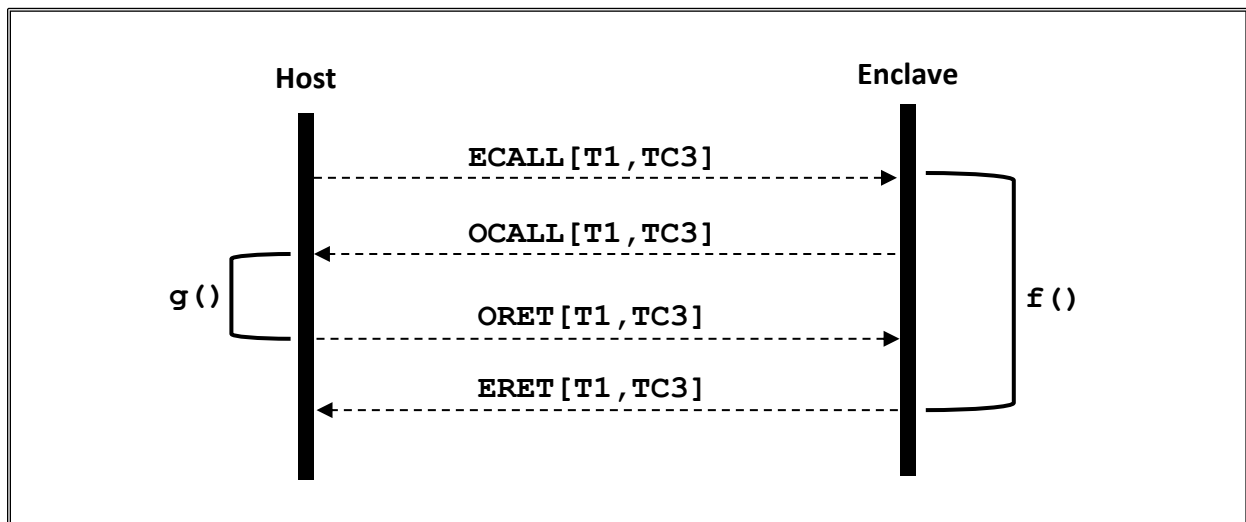 Host
Enclave
ECALL[T1,TC3]
OCALL[T1,TC3]
g()
f()
ORET[T1,TC3]
ERET[T1,TC3]